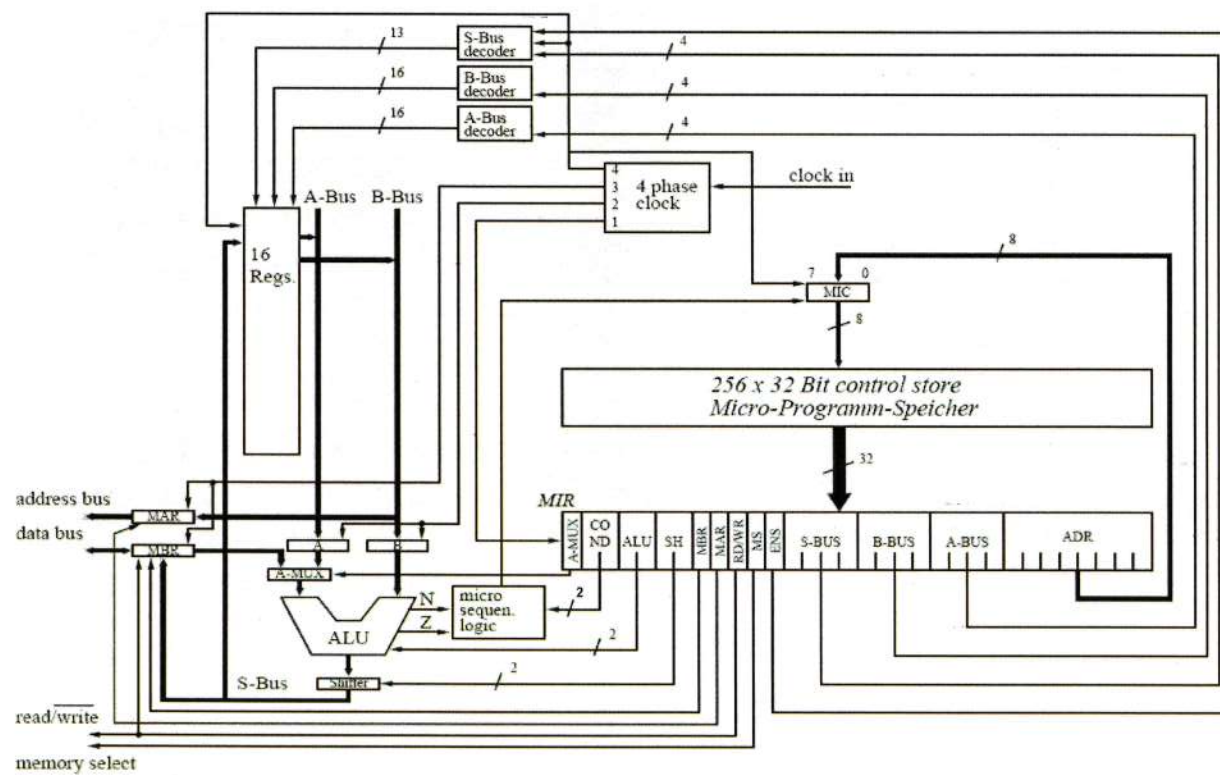 13
S-Bus
decoder
4
16
B-Bus
decoder
4
16
A-Bus
decoder
4
4
3
2
1
4 phase
clock
clock in
A-Bus
B-Bus
16
Regs.
8
7
0
MIC
8
256 x 32 Bit control store
Micro-Programm-Speicher
32
MIR
address bus
MAR
data bus
MBR
A
B
A-MUX
A-MUX
CO
ND
ALU
SH
MBR
MAR
RD/WR
MS
ENS
S-BUS
B-BUS
A-BUS
ADR
N
Z
micro
sequen.
logic
2
ALU
2
S-Bus
Shifter
2
read/write
memory select